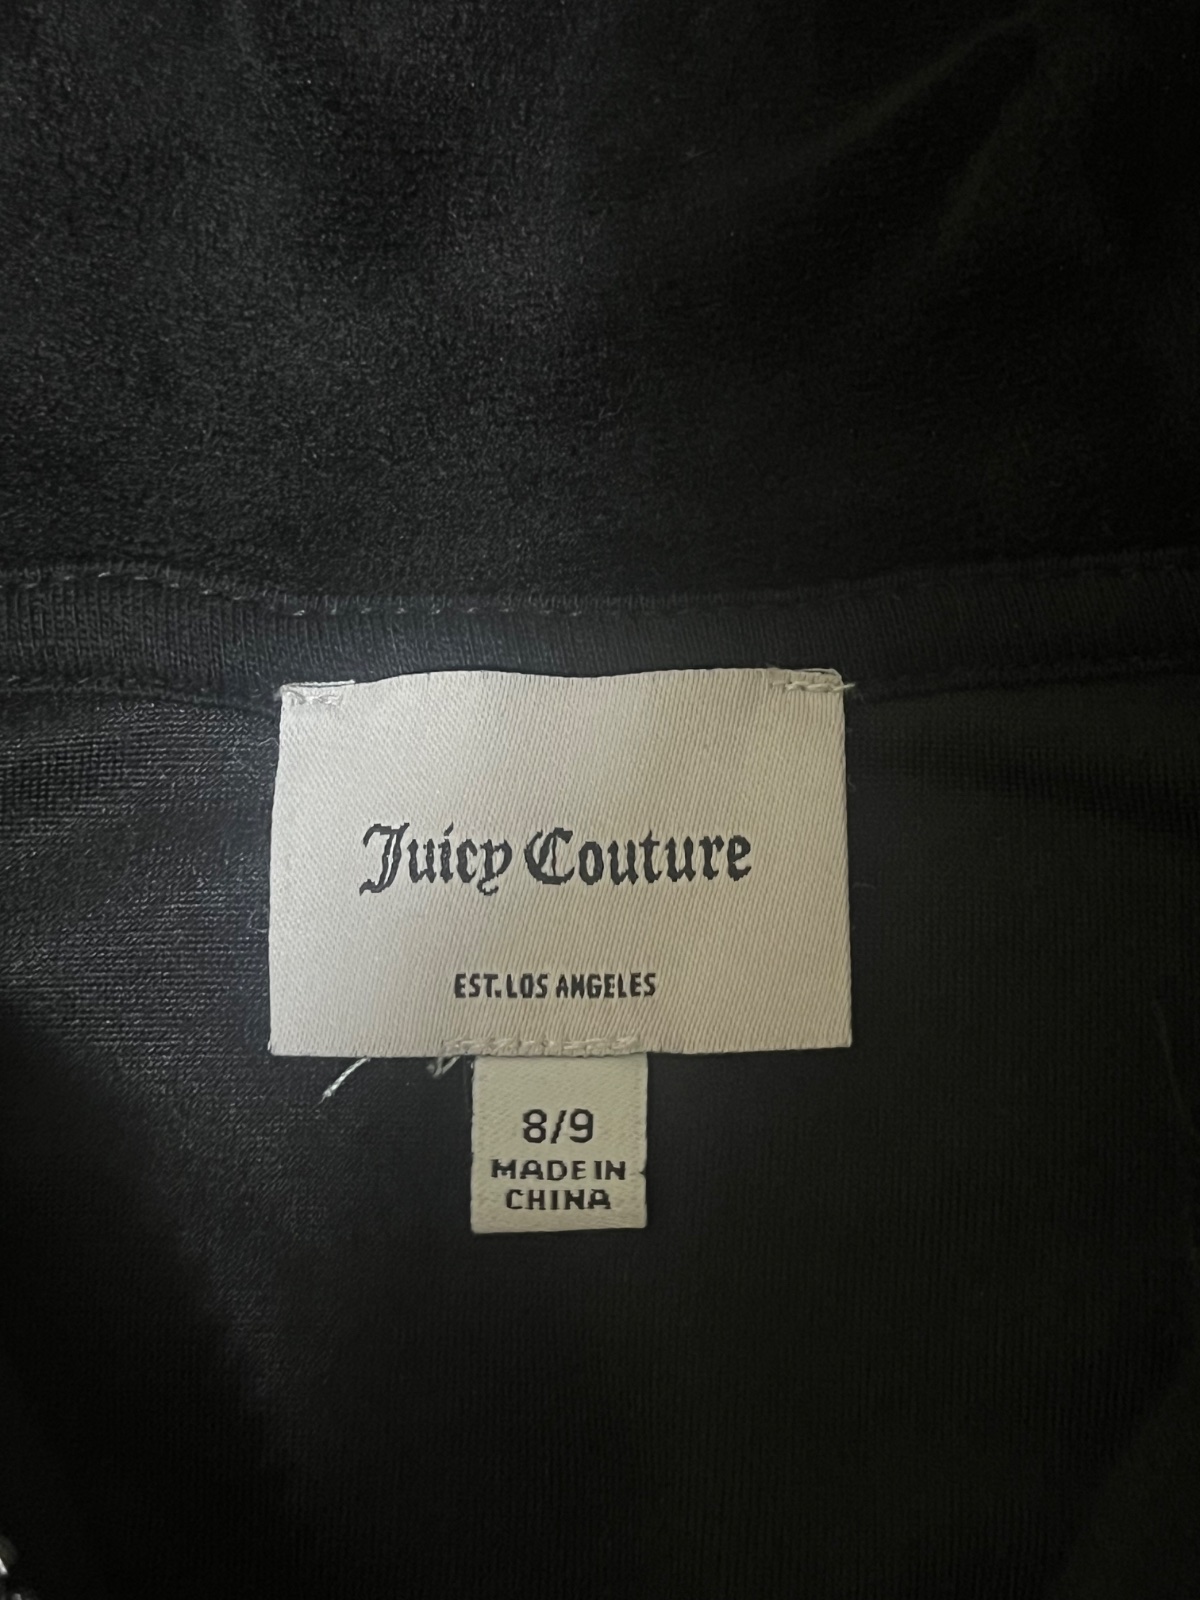 Juicy Couture
EST. LOS ANGELES
8/9
MADE IN
CHINA